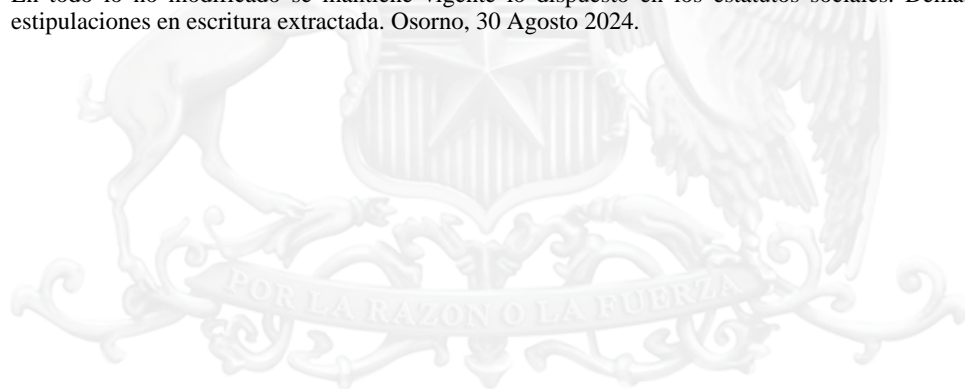 En todo lo no modificado se mantiene vigente lo dispuesto en los estatutos sociales. Demás
estipulaciones en escritura extractada. Osorno, 30 Agosto 2024.
POR LA RAZON O LA FUERZA